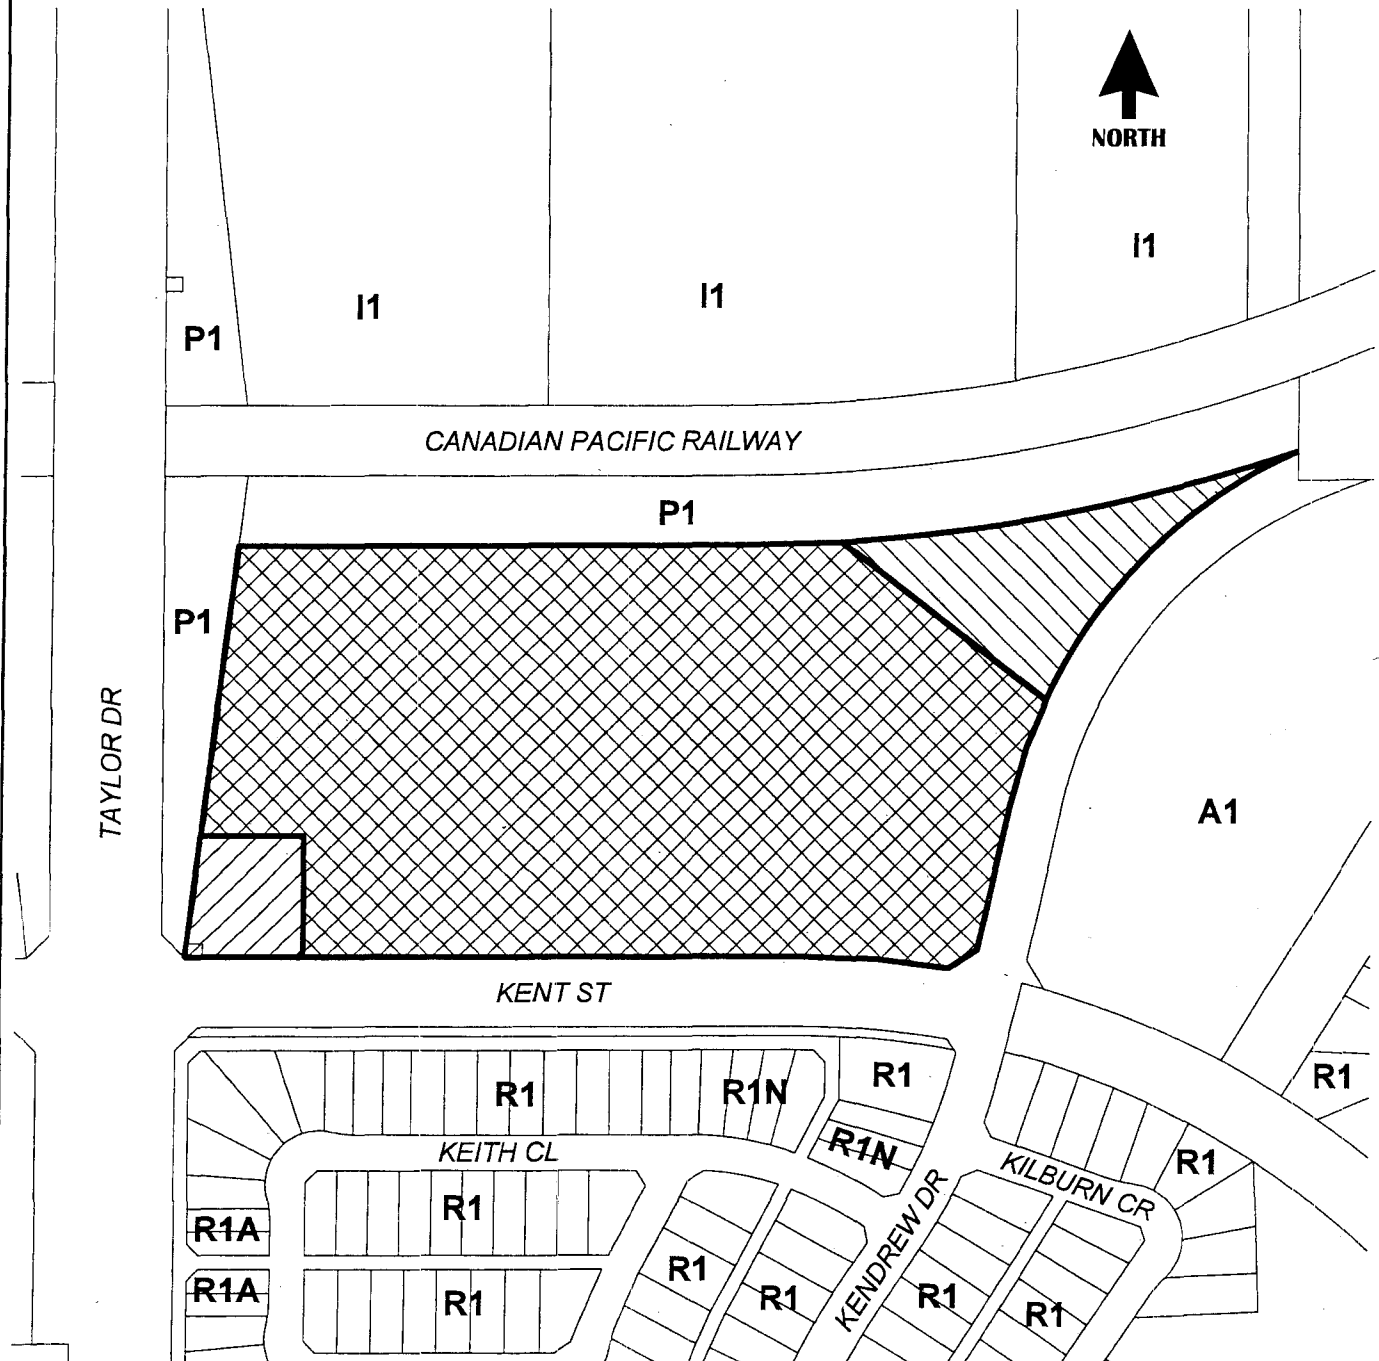 NORTH
I1
I1
I1
P1
CANADIAN PACIFIC RAILWAY
P1
P1
TAYLOR DR
A1
KENT ST
R1
R1N
R1
R1
KEITH CL
R1N
KILBURN CR
R1
R1A
R1
KENDREW DR
R1
R1A
R1
R1
R1
R1